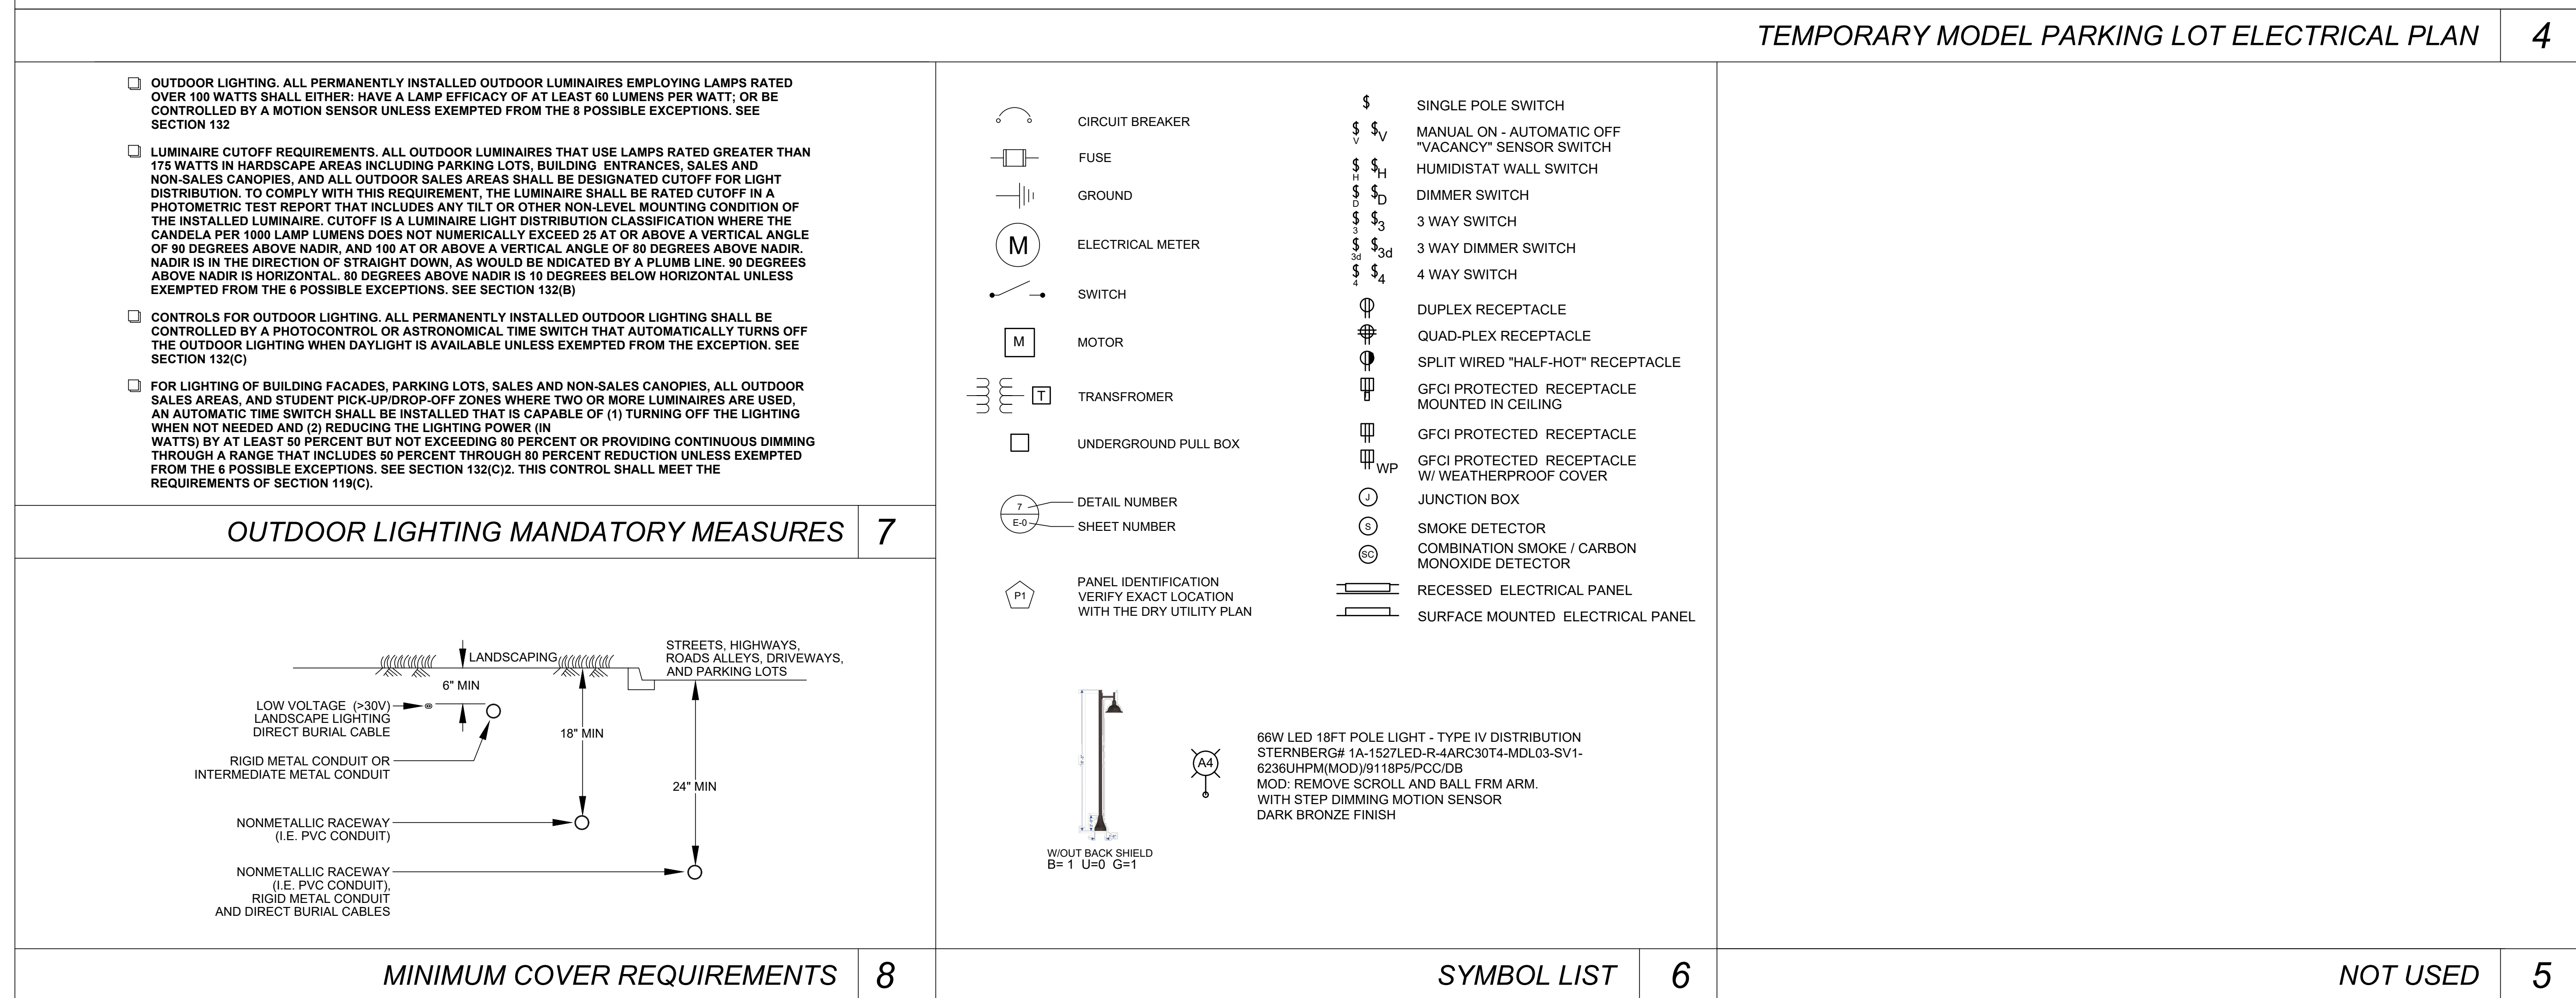 TEMPORARY MODEL PARKING LOT ELECTRICAL PLAN
4
OUTDOOR LIGHTING. ALL PERMANENTLY INSTALLED OUTDOOR LUMINAIRES EMPLOYING LAMPS RATED
OVER 100 WATTS SHALL EITHER: HAVE A LAMP EFFICACY OF AT LEAST 60 LUMENS PER WATT; OR BE
CONTROLLED BY A MOTION SENSOR UNLESS EXEMPTED FROM THE 8 POSSIBLE EXCEPTIONS. SEE
SECTION 132
LUMINAIRE CUTOFF REQUIREMENTS. ALL OUTDOOR LUMINAIRES THAT USE LAMPS RATED GREATER THAN
175 WATTS IN HARDSCAPE AREAS INCLUDING PARKING LOTS, BUILDING ENTRANCES, SALES AND
NON-SALES CANOPIES, AND ALL OUTDOOR SALES AREAS SHALL BE DESIGNATED CUTOFF FOR LIGHT
DISTRIBUTION. TO COMPLY WITH THIS REQUIREMENT, THE LUMINAIRE SHALL BE RATED CUTOFF IN A
PHOTOMETRIC TEST REPORT THAT INCLUDES ANY TILT OR OTHER NON-LEVEL MOUNTING CONDITION OF
THE INSTALLED LUMINAIRE. CUTOFF IS A LUMINAIRE LIGHT DISTRIBUTION CLASSIFICATION WHERE THE
CANDELA PER 1000 LAMP LUMENS DOES NOT NUMERICALLY EXCEED 25 AT OR ABOVE A VERTICAL ANGLE
OF 90 DEGREES ABOVE NADIR, AND 100 AT OR ABOVE A VERTICAL ANGLE OF 80 DEGREES ABOVE NADIR.
NADIR IS IN THE DIRECTION OF STRAIGHT DOWN, AS WOULD BE NDICATED BY A PLUMB LINE. 90 DEGREES
ABOVE NADIR IS HORIZONTAL. 80 DEGREES ABOVE NADIR IS 10 DEGREES BELOW HORIZONTAL UNLESS
EXEMPTED FROM THE 6 POSSIBLE EXCEPTIONS. SEE SECTION 132(B)
CONTROLS FOR OUTDOOR LIGHTING. ALL PERMANENTLY INSTALLED OUTDOOR LIGHTING SHALL BE
CONTROLLED BY A PHOTOCONTROL OR ASTRONOMICAL TIME SWITCH THAT AUTOMATICALLY TURNS OFF
THE OUTDOOR LIGHTING WHEN DAYLIGHT IS AVAILABLE UNLESS EXEMPTED FROM THE EXCEPTION. SEE
SECTION 132(C)
FOR LIGHTING OF BUILDING FACADES, PARKING LOTS, SALES AND NON-SALES CANOPIES, ALL OUTDOOR
SALES AREAS, AND STUDENT PICK-UP/DROP-OFF ZONES WHERE TWO OR MORE LUMINAIRES ARE USED,
AN AUTOMATIC TIME SWITCH SHALL BE INSTALLED THAT IS CAPABLE OF (1) TURNING OFF THE LIGHTING
WHEN NOT NEEDED AND (2) REDUCING THE LIGHTING POWER (IN
WATTS) BY AT LEAST 50 PERCENT BUT NOT EXCEEDING 80 PERCENT OR PROVIDING CONTINUOUS DIMMING
THROUGH A RANGE THAT INCLUDES 50 PERCENT THROUGH 80 PERCENT REDUCTION UNLESS EXEMPTED
FROM THE 6 POSSIBLE EXCEPTIONS. SEE SECTION 132(C)2. THIS CONTROL SHALL MEET THE
REQUIREMENTS OF SECTION 119(C).
OUTDOOR LIGHTING MANDATORY MEASURES
7
LANDSCAPING
STREETS, HIGHWAYS,
ROADS ALLEYS, DRIVEWAYS,
AND PARKING LOTS
6" MIN
LOW VOLTAGE (>30V)
LANDSCAPE LIGHTING
DIRECT BURIAL CABLE
18" MIN
RIGID METAL CONDUIT OR
INTERMEDIATE METAL CONDUIT
24" MIN
NONMETALLIC RACEWAY
(I.E. PVC CONDUIT)
NONMETALLIC RACEWAY
(I.E. PVC CONDUIT),
RIGID METAL CONDUIT
AND DIRECT BURIAL CABLES
MINIMUM COVER REQUIREMENTS
8
CIRCUIT BREAKER
FUSE
GROUND
M
ELECTRICAL METER
SWITCH
M
MOTOR
T
TRANSFROMER
UNDERGROUND PULL BOX
7
DETAIL NUMBER
E-0
SHEET NUMBER
P1
PANEL IDENTIFICATION
VERIFY EXACT LOCATION
WITH THE DRY UTILITY PLAN
$ SINGLE POLE SWITCH
$ V $ V MANUAL ON - AUTOMATIC OFF
"VACANCY" SENSOR SWITCH
$ H $ H HUMIDISTAT WALL SWITCH
$ D $ D DIMMER SWITCH
$ 3 $ 3 3 WAY SWITCH
$ 3d $ 3d 3 WAY DIMMER SWITCH
$ 4 $ 4 4 WAY SWITCH
DUPLEX RECEPTACLE
QUAD-PLEX RECEPTACLE
SPLIT WIRED "HALF-HOT" RECEPTACLE
GFCI PROTECTED RECEPTACLE
MOUNTED IN CEILING
GFCI PROTECTED RECEPTACLE
WP GFCI PROTECTED RECEPTACLE
W/ WEATHERPROOF COVER
J JUNCTION BOX
S SMOKE DETECTOR
SC COMBINATION SMOKE / CARBON
MONOXIDE DETECTOR
RECESSED ELECTRICAL PANEL
SURFACE MOUNTED ELECTRICAL PANEL
W/OUT BACK SHIELD
B= 1 U=0 G=1
A4
66W LED 18FT POLE LIGHT - TYPE IV DISTRIBUTION
STERNBERG# 1A-1527LED-R-4ARC30T4-MDL03-SV1-
6236UHPM(MOD)/9118P5/PCC/DB
MOD: REMOVE SCROLL AND BALL FRM ARM.
WITH STEP DIMMING MOTION SENSOR
DARK BRONZE FINISH
SYMBOL LIST
6
NOT USED
5